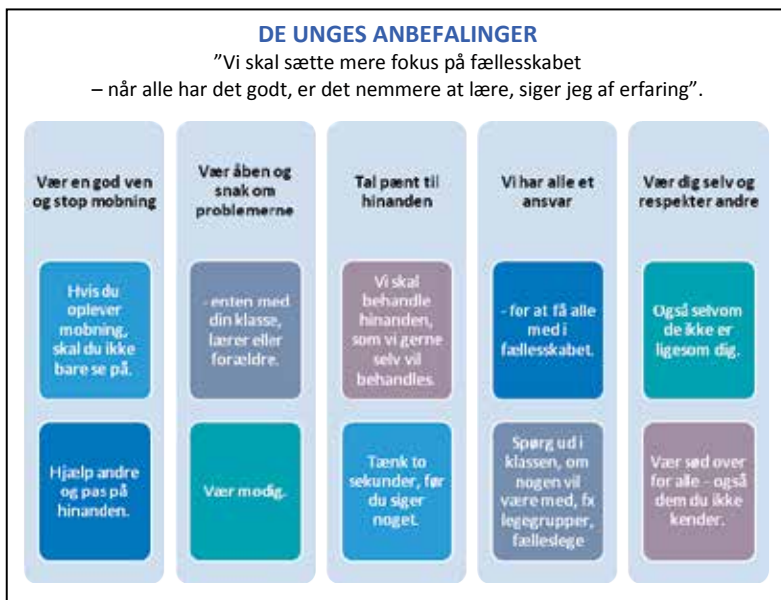 DE UNGES ANBEFALINGER
”Vi skal sætte mere fokus på fællesskabet
– når alle har det godt, er det nemmere at lære, siger jeg af erfaring”.
Vær en god ven
og stop mobning
Hvis du
oplever
mobning,
skal du ikke
bare se på.
Hjælp andre
og pas på
hinanden.
Vær åben og
snak om
problemerne
- enten med
din klasse,
lærer eller
forældre.
Vær modig.
Tal pænt til
hinanden
Vi skal
behandle
hinanden,
som vi gerne
selv vil
behandles.
Tænk to
sekunder, før
du siger
noget.
Vi har alle et
ansvar
- for at få alle
med i
fællesskabet.
Spørg ud i
klassen, om
nogen vil
være med, fx
legegrupper,
fælleslege
Vær dig selv og
respekter andre
Også selvom
de ikke er
ligesom dig.
Vær sød over
for alle - også
dem du ikke
kender.